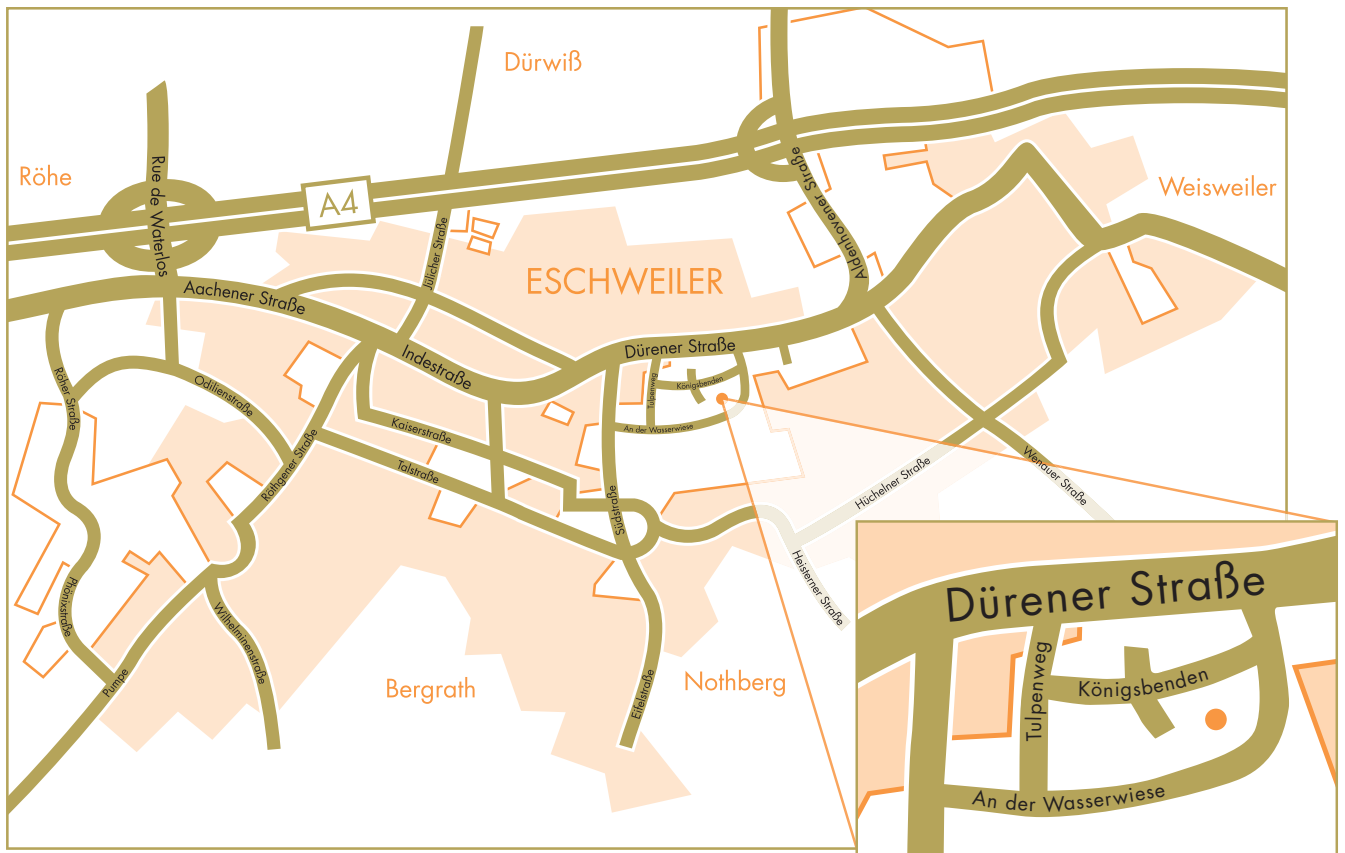 Dürwiß
Röhe
Rue de Waterlos
A4
Aldenhovener Straße
Weisweiler
Jülicher Straße
ESCHWEILER
Aachener Straße
Indestraße
Dürener Straße
Röher Straße
Odilienstraße
Tulpenweg
Königsbenden
An der Wasserwiese
Kaiserstraße
Talstraße
Röthgener Straße
Südstraße
Hüchelner Straße
Wenauer Straße
Heisterner Straße
Phönixstraße
Wilhelminenstraße
Pumpe
Bergrath
Eifelstraße
Nothberg
Dürener Straße
Tulpenweg
Königsbenden
An der Wasserwiese